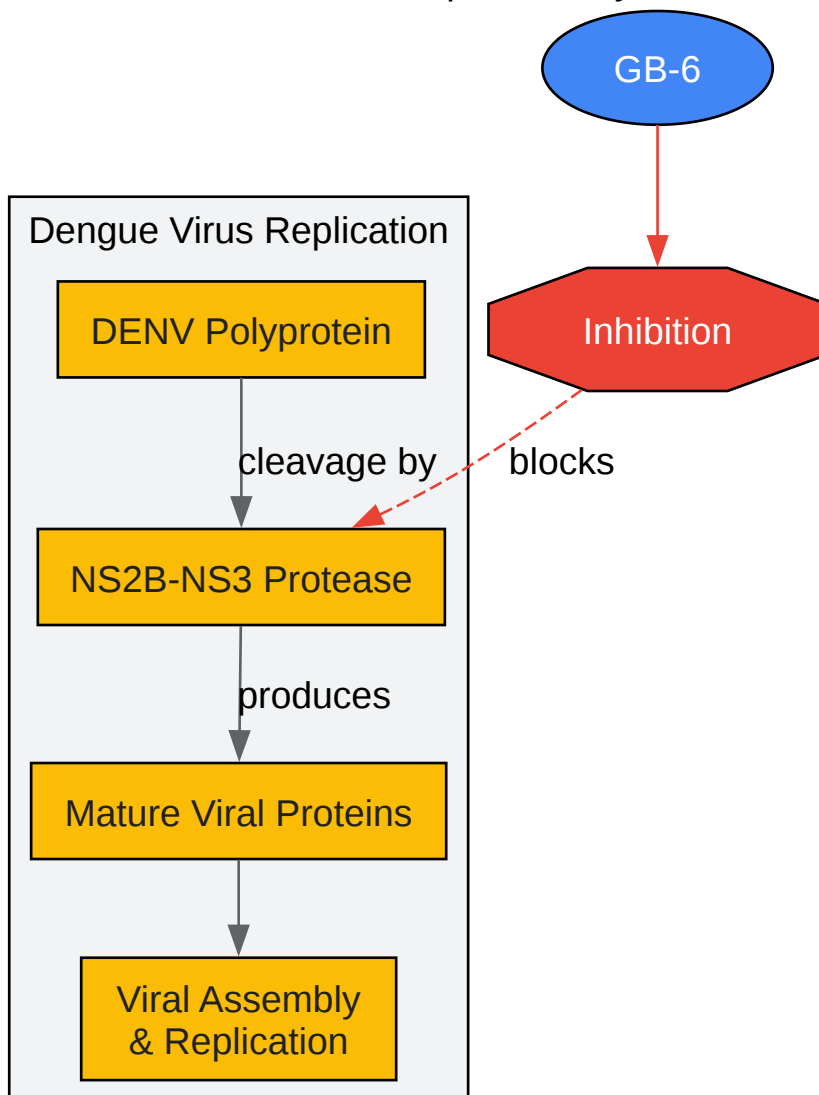 GB-6
Dengue Virus Replication
DENV Polyprotein
Inhibition
cleavage by
blocks
NS2B-NS3 Protease
produces
Mature Viral Proteins
Viral Assembly
& Replication